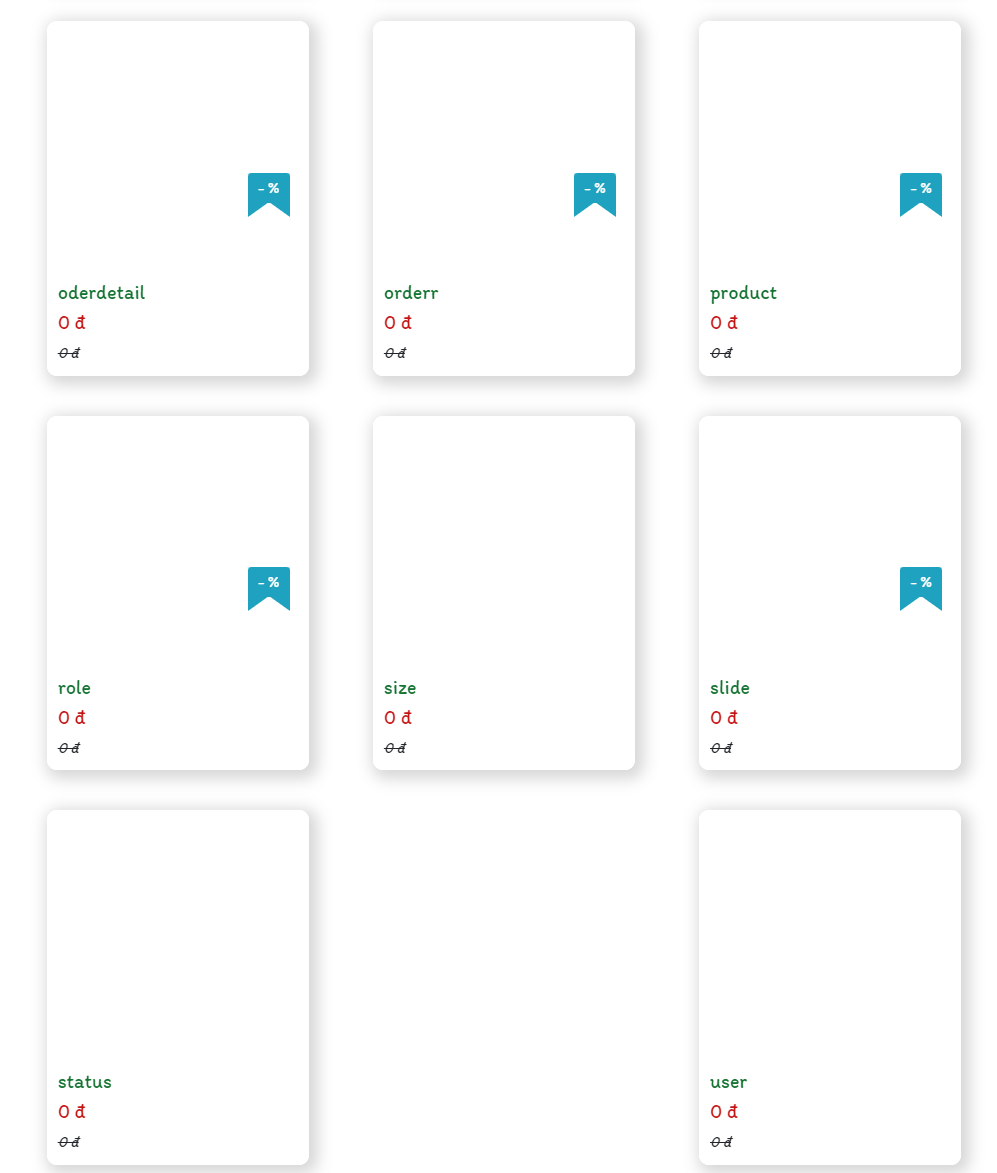 – %
– %
– %
oderdetail
orderr
product
0 đ
0 đ
0 đ
0 đ
0 đ
0 đ
– %
– %
role
size
slide
0 đ
0 đ
0 đ
0 đ
0 đ
0 đ
status
user
0 đ
0 đ
0 đ
0 đ